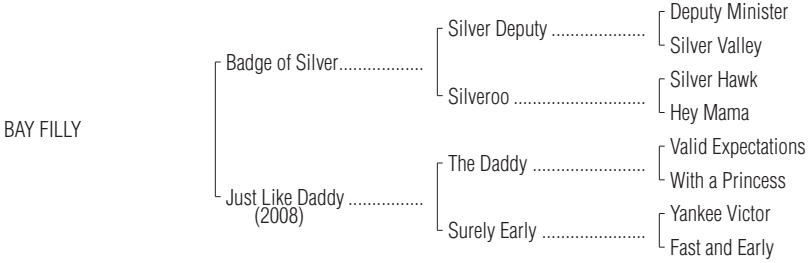 Deputy Minister
Silver Deputy ....................
Silver Valley
Badge of Silver..................
Silver Hawk
Silveroo ............................
Hey Mama
BAY FILLY
Valid Expectations
The Daddy ........................
With a Princess
Just Like Daddy ................
(2008)
Yankee Victor
Surely Early ......................
Fast and Early